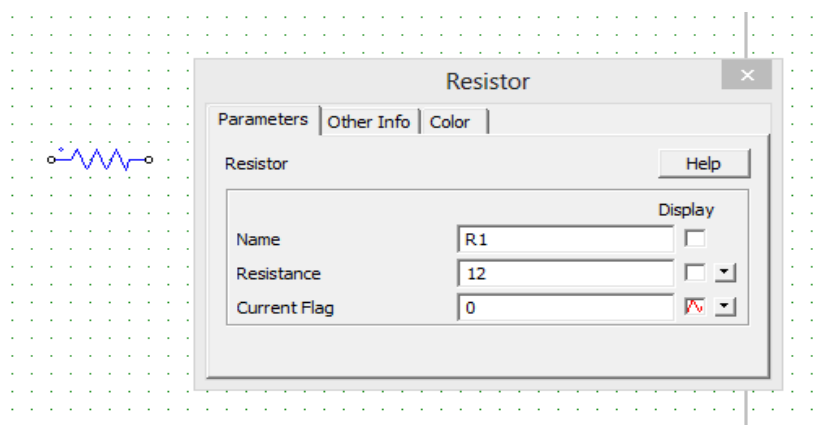 Resistor
Parameters Other Info Color
Resistor Help
Display
Name R1
Resistance 12
Current Flag 0